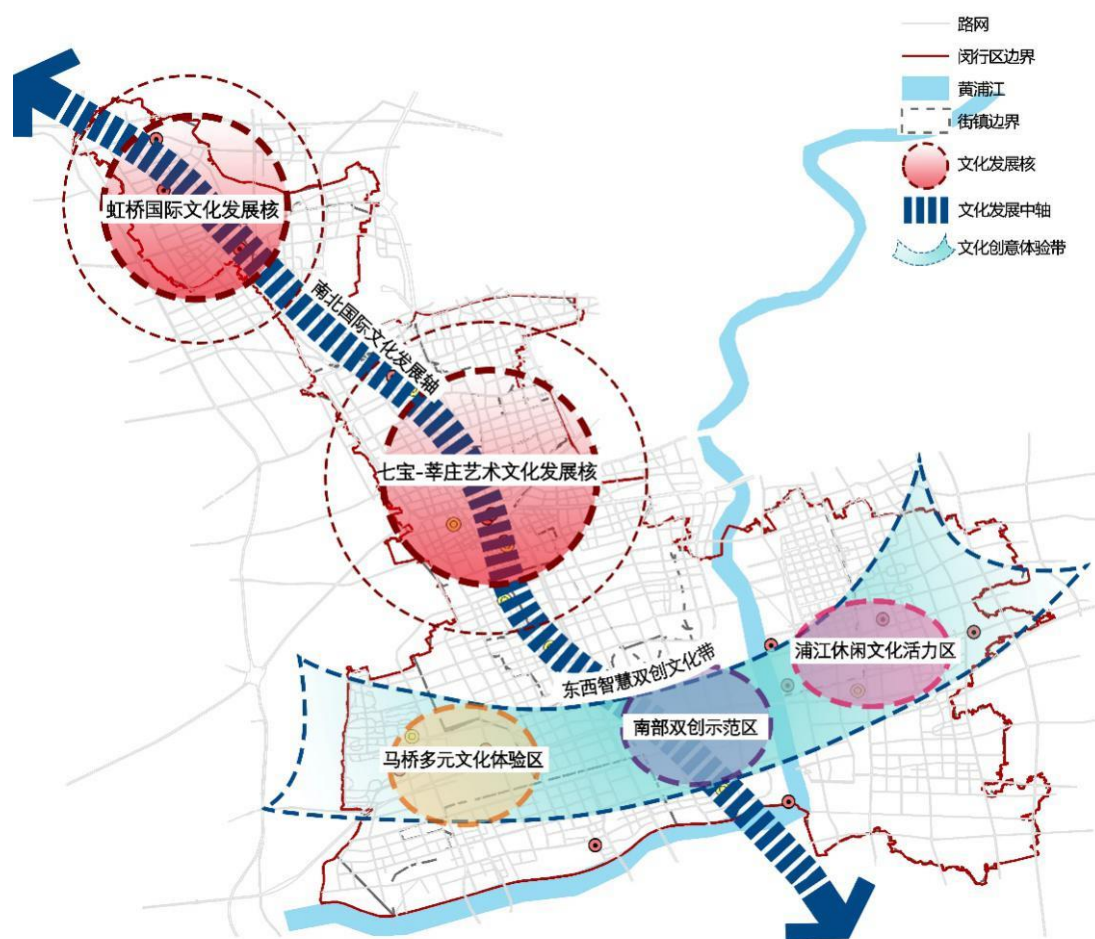 路网
闵行区边界
黄浦江
街镇边界
文化发展核
文化发展中轴
文化创意体验带
虹桥国际文化发展核
南北国际文化发展轴
七宝-莘庄艺术文化发展核
浦江休闲文化活力区
东西智慧双创文化带
南部双创示范区
马桥多元文化体验区